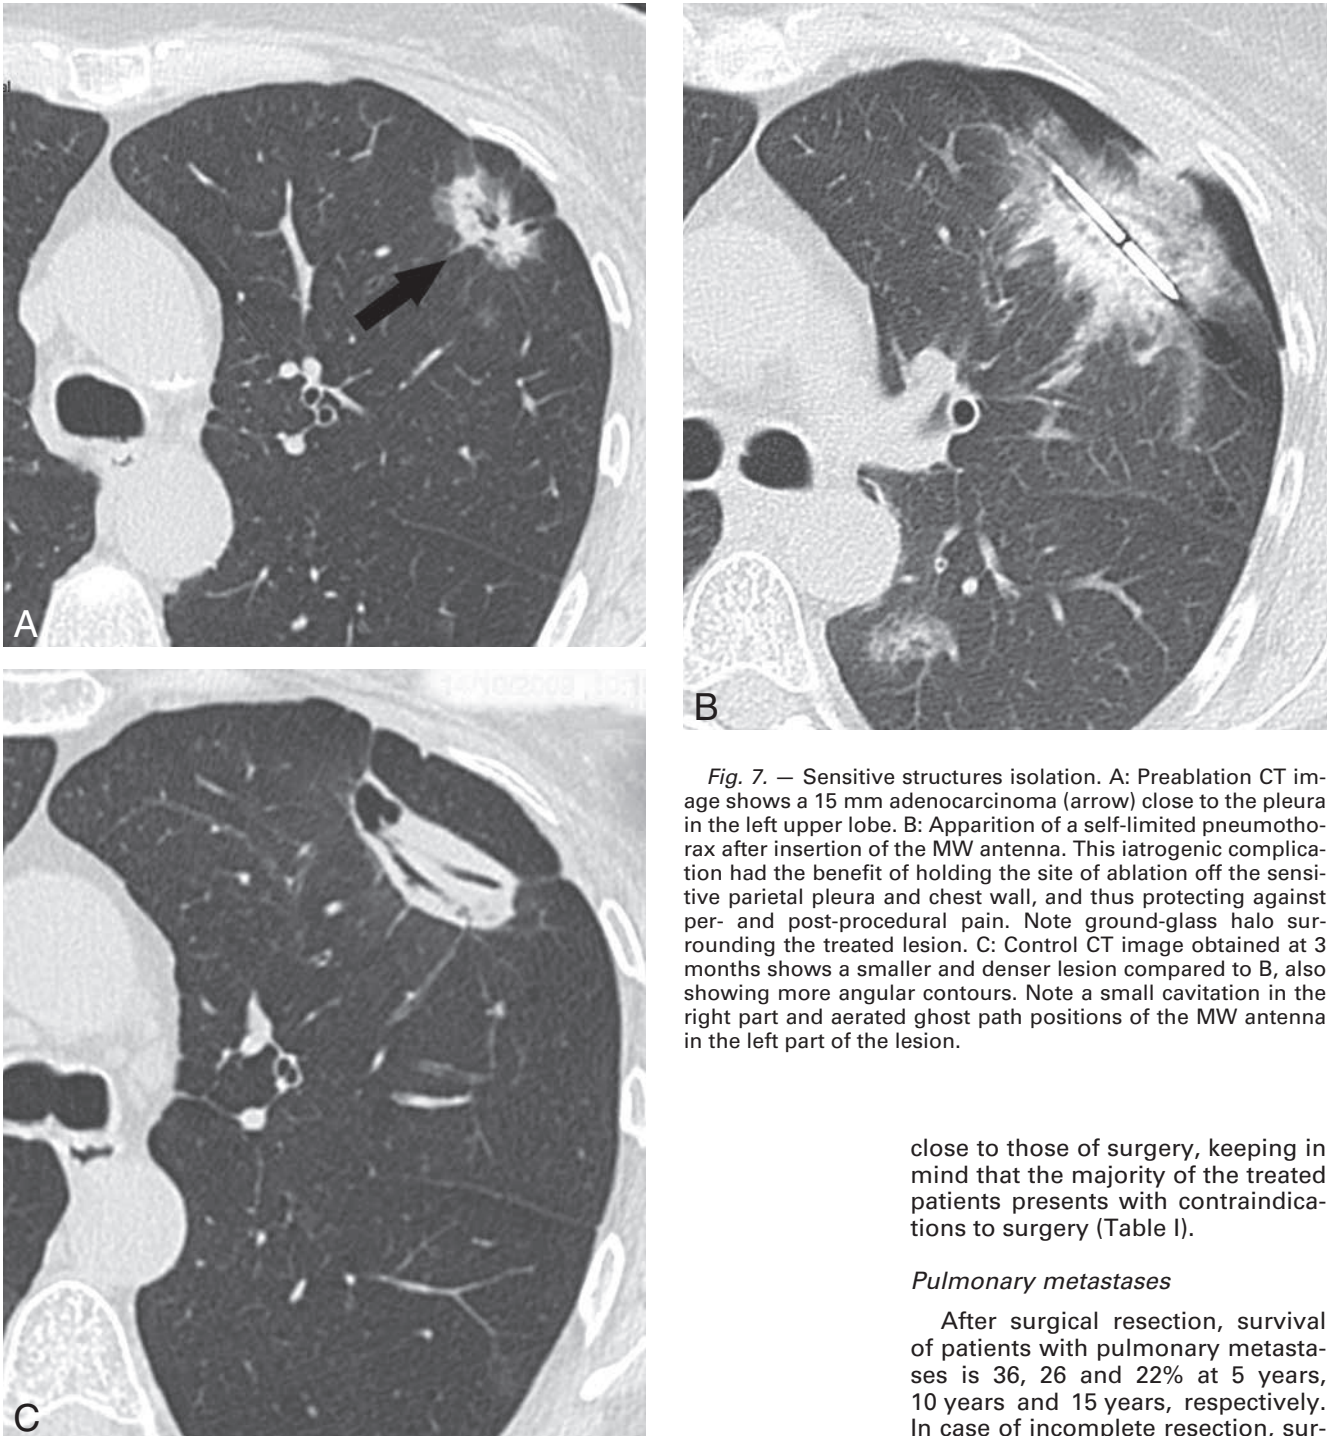 A
B
C
Fig. 7. — Sensitive structures isolation. A: Preablation CT im-
age shows a 15 mm adenocarcinoma (arrow) close to the pleura
in the left upper lobe. B: Apparition of a self-limited pneumotho-
rax after insertion of the MW antenna. This iatrogenic complica-
tion had the benefit of holding the site of ablation off the sensi-
tive parietal pleura and chest wall, and thus protecting against
per- and post-procedural pain. Note ground-glass halo sur-
rounding the treated lesion. C: Control CT image obtained at 3
months shows a smaller and denser lesion compared to B, also
showing more angular contours. Note a small cavitation in the
right part and aerated ghost path positions of the MW antenna
in the left part of the lesion.
close to those of surgery, keeping in
mind that the majority of the treated
patients presents with contraindica-
tions to surgery (Table I).
Pulmonary metastases
After surgical resection, survival
of patients with pulmonary metasta-
ses is 36, 26 and 22% at 5 years,
10 years and 15 years, respectively.
In case of incomplete resection, sur-